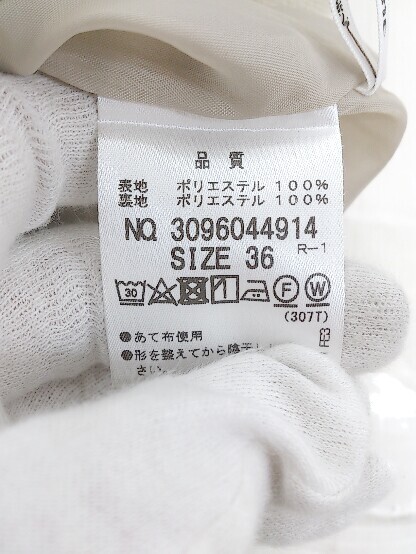 品質
表地 ポリエステル 100%
裏地 ポリエステル 100%
NO. 3096044914
SIZE 36 R-1
30 F W
(307T)
●あて布使用
●形を整えてから陰干し
さい。